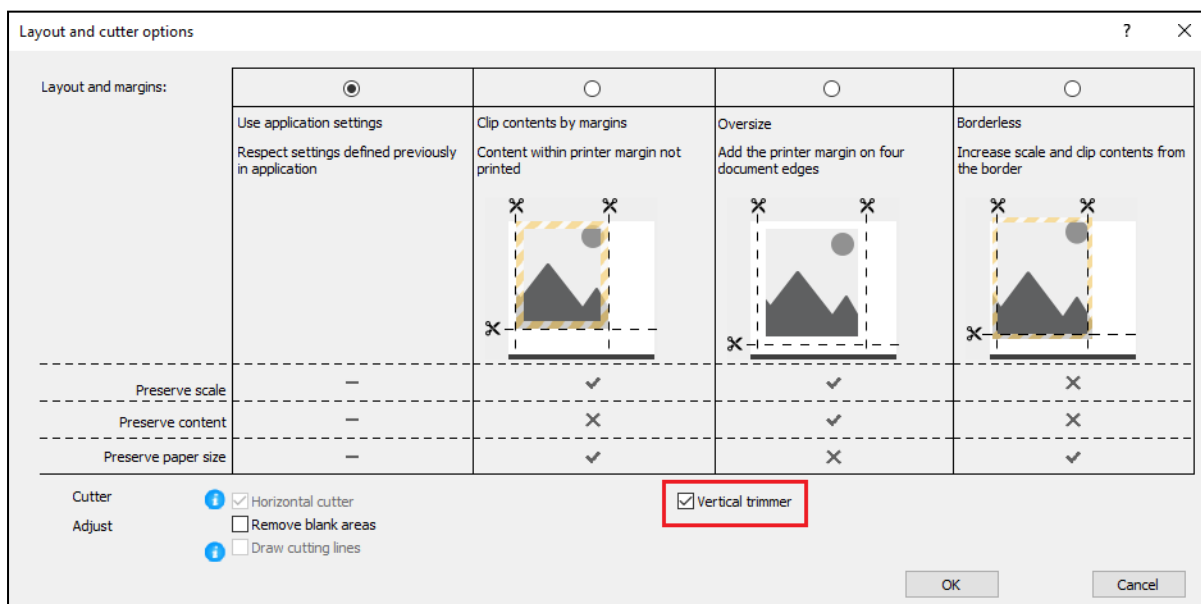 Layout and cutter options
?
Layout and margins:
Use application settings
Respect settings defined previously
in application
Clip contents by margins
Content within printer margin not
printed
Oversize
Add the printer margin on four
document edges
Borderless
Increase scale and clip contents from
the border
Preserve scale
Preserve content
Preserve paper size
Cutter
Horizontal cutter
Vertical trimmer
Adjust
Remove blank areas
Draw cutting lines
OK
Cancel